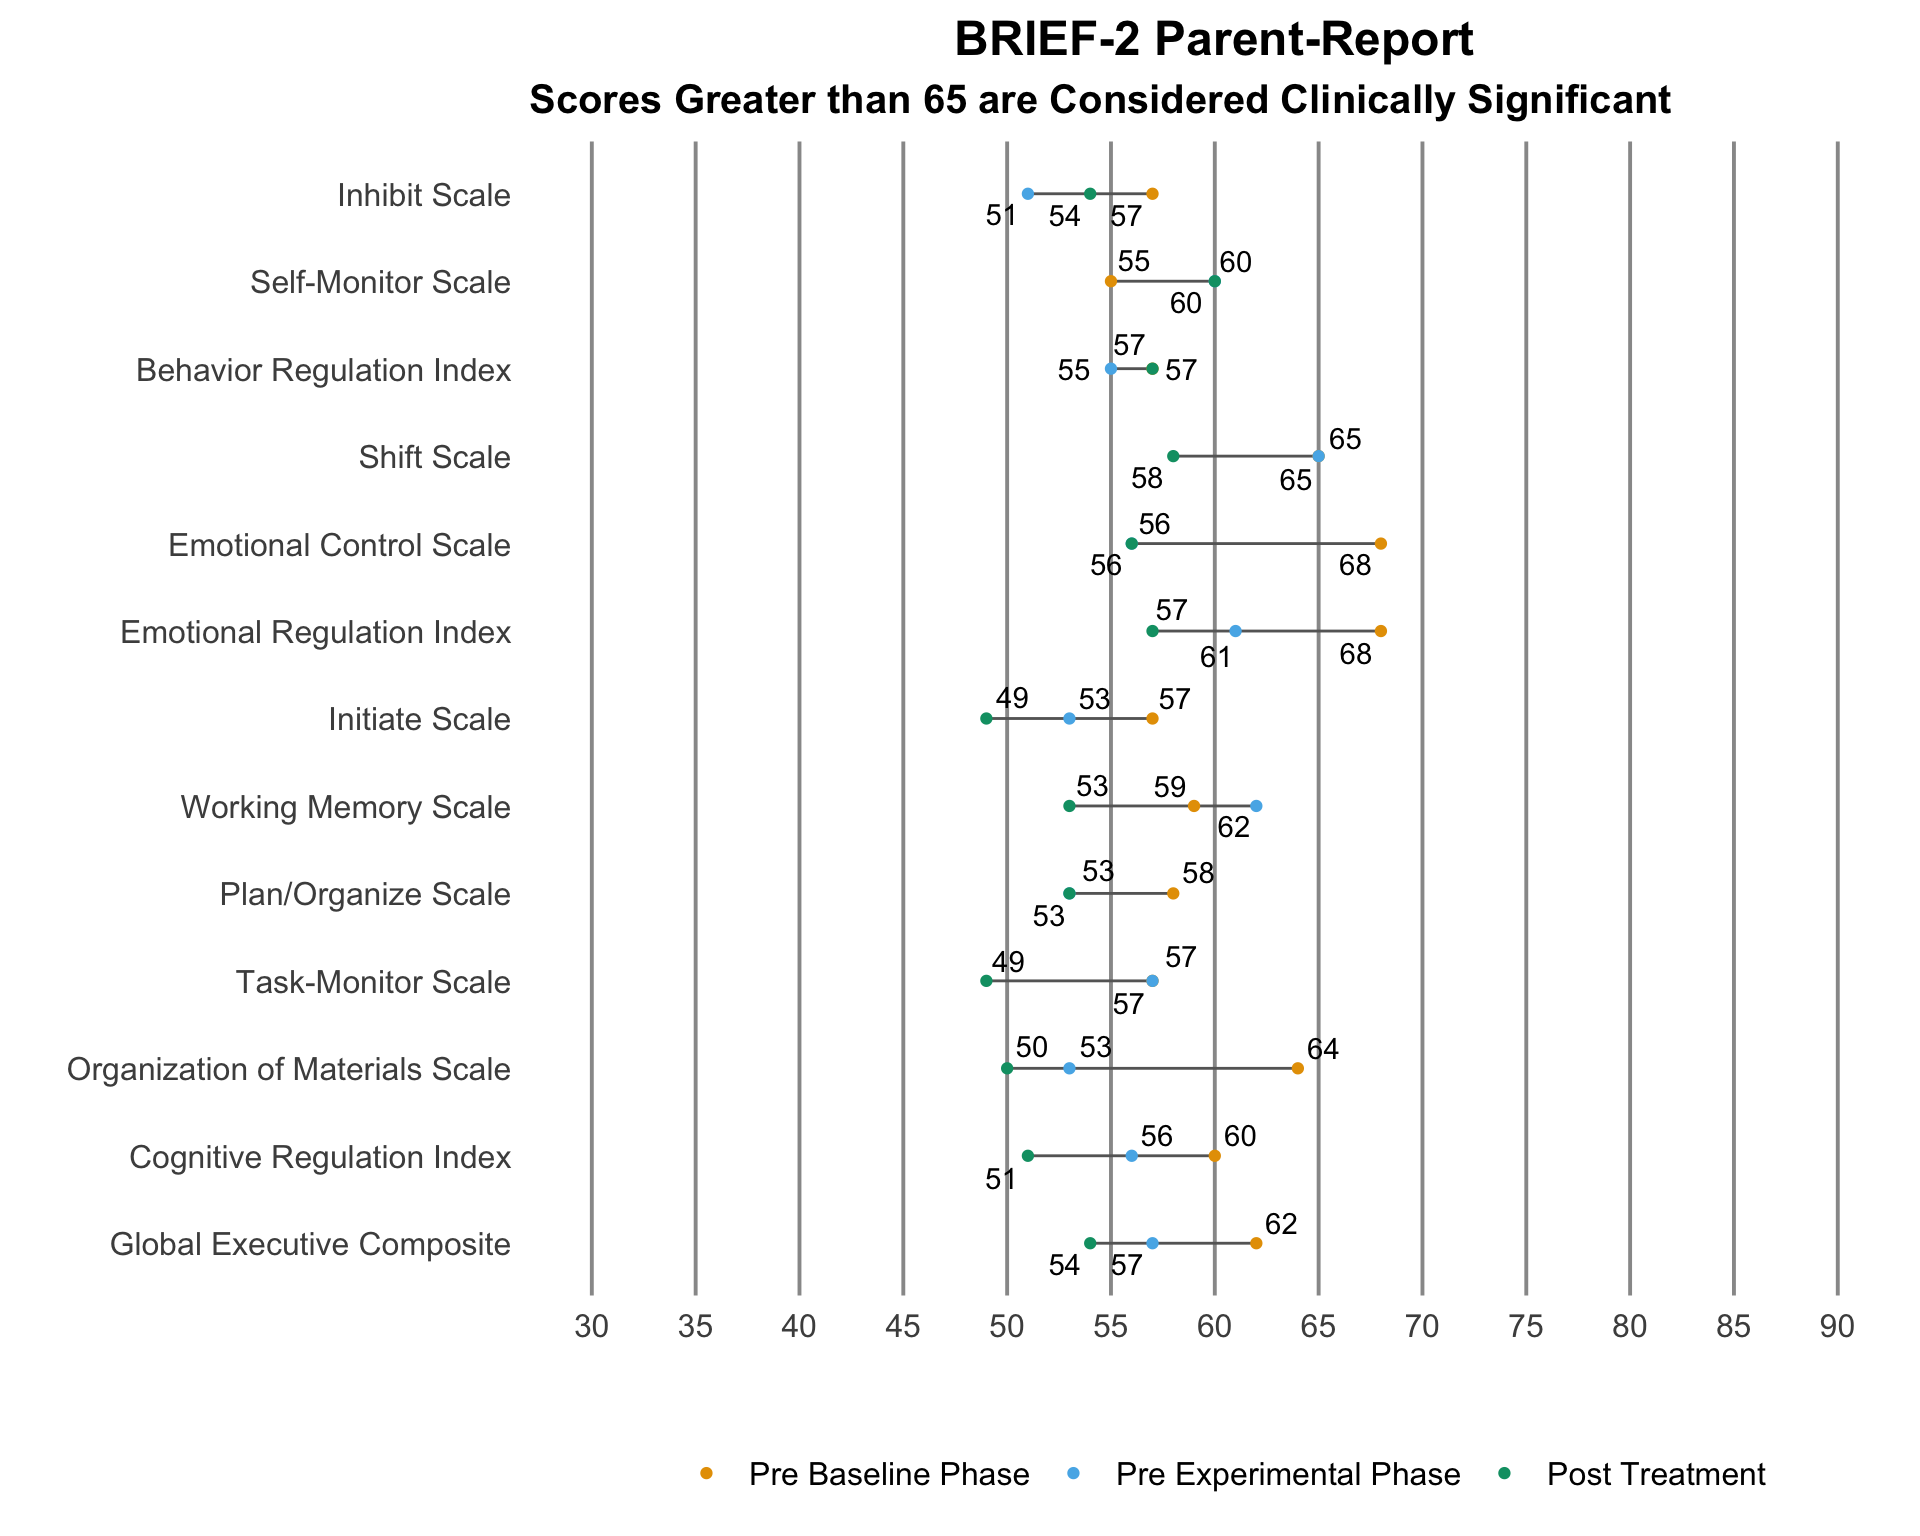 BRIEF-2 Parent-Report
Scores Greater than 65 are Considered Clinically Significant
Inhibit Scale
51 54 57
Self-Monitor Scale
55 60
60
Behavior Regulation Index
57
55 57
Shift Scale
65
58 65
Emotional Control Scale
56
56 68
Emotional Regulation Index
57
61 68
Initiate Scale
49 53 57
Working Memory Scale
53 59
62
Plan/Organize Scale
53 58
53
Task-Monitor Scale
49 57
57
Organization of Materials Scale
50 53 64
Cognitive Regulation Index
56 60
51
Global Executive Composite
62
54 57
30 35 40 45 50 55 60 65 70 75 80 85 90
Pre Baseline Phase Pre Experimental Phase Post Treatment